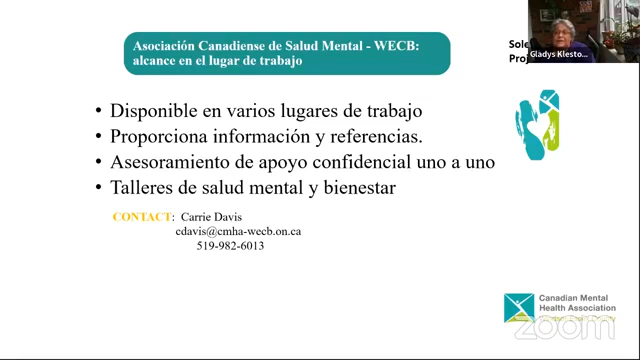 Asociación Canadiense de Salud Mental - WECB:
alcance en el lugar de trabajo
Gladys Klesto...
• Disponible en varios lugares de trabajo
• Proporciona información y referencias.
• Asesoramiento de apoyo confidencial uno a uno
• Talleres de salud mental y bienestar
CONTACT: Carrie Davis
cdavis@cmha-wecb.on.ca
519-982-6013
Canadian Mental
Health Association
zoom